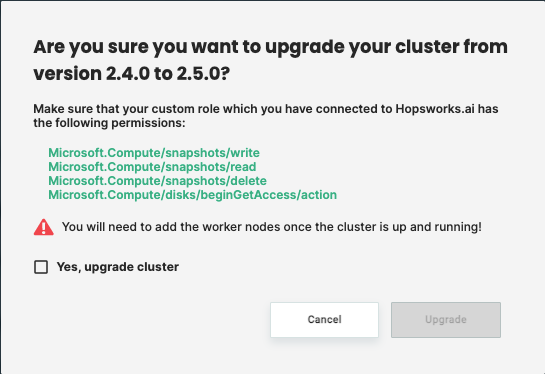 Are you sure you want to upgrade your cluster from
version 2.4.0 to 2.5.0?
Make sure that your custom role which you have connected to Hopsworks.ai has
the following permissions:
Microsoft.Compute/snapshots/write
Microsoft.Compute/snapshots/read
Microsoft.Compute/snapshots/delete
Microsoft.Compute/disks/beginGetAccess/action
You will need to add the worker nodes once the cluster is up and running!
Yes, upgrade cluster
Cancel
Upgrade